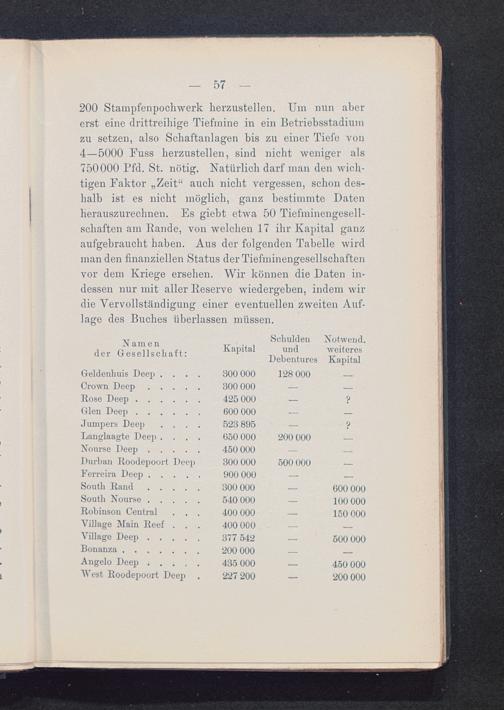 — 57 —
200 Stampfenpochwerk herzustellen. Um nun aber
erst eine drittreihige Tiefmine in ein Betriebsstadium
zu setzen, also Schaftanlagen bis zu einer Tiefe von
4—5000 Fuss herzustellen, sind nicht weniger als
750000 Pfd. St. nötig. Natürlich darf man den wich-
tigen Faktor „Zeit“ auch nicht vergessen, schon des-
halb ist es nicht möglich, ganz bestimmte Daten
herauszurechnen. Es giebt etwa 50 Tiefminengesell-
schaften am Rande, von welchen 17 ihr Kapital ganz
aufgebraucht haben. Aus der folgenden Tabelle wird
man den finanziellen Status der Tiefminengesellschaften
vor dem Kriege ersehen. Wir können die Daten in-
dessen nur mit aller Reserve wiedergeben, indem wir
die Vervollständigung einer eventuellen zweiten Auf-
lage des Buches überlassen müssen.
Namen der Gesellschaft: Kapital Schulden und Debentures Notwend. weiteres Kapital
Geldenhuis Deep . . . . 300 000 128 000 —
Crown Deep . . . . . 300 000 — —
Rose Deep . . . . . . 425 000 — ?
Glen Deep . . . . . . 600 000 — —
Jumpers Deep . . . . 523 895 — ?
Langlaagte Deep . . . . 650 000 200 000 —
Nourse Deep . . . . . 450 000 — —
Durban Roodepoort Deep 300 000 500 000 —
Ferreira Deep . . . . . 900 000 — —
South Rand . . . . . 300 000 — 600 000
South Nourse . . . . . 540 000 — 100 000
Robinson Central . . . 400 000 — 150 000
Village Main Reef . . . 400 000 — —
Village Deep . . . . . 377 542 — 500 000
Bonanza . . . . . . . 200 000 — —
Angelo Deep . . . . . 435 000 — 450 000
West Roodepoort Deep . 227 200 — 200 000